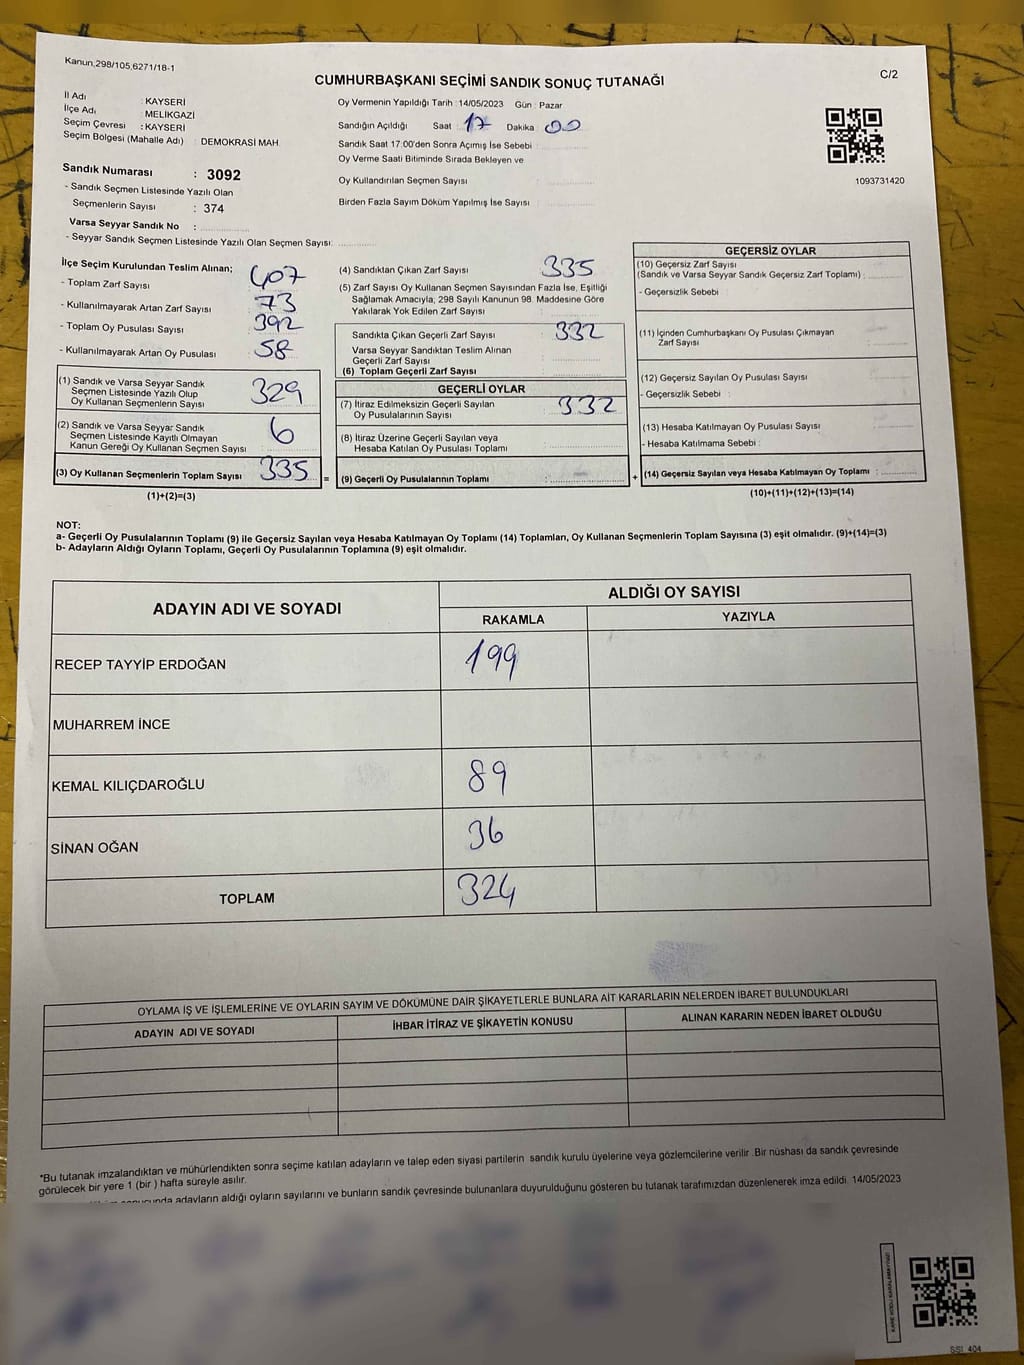 Kanun,298/105,6271/18-1
CUMHURBAŞKANI SEÇİMİ SANDIK SONUÇ TUTANAĞI
C/2
İl Adı : KAYSERİ
İlçe Adı MELIKGAZİ
Seçim Çevresi : KAYSERİ
Seçim Bölgesi (Mahalle Adı) : DEMOKRASİ MAH.
Sandık Numarası : 3092
- Sandık Seçmen Listesinde Yazılı Olan
Seçmenlerin Sayısı : 374
Varsa Seyyar Sandık No :
- Seyyar Sandık Seçmen Listesinde Yazılı Olan Seçmen Sayısı:
Oy Vermenin Yapıldığı Tarih : 14/05/2023 Gün : Pazar
Sandığın Açıldığı Saat : 17 Dakika 00
Sandık Saat 17:00'den Sonra Açımış İse Sebebi :
Oy Verme Saati Bitiminde Sırada Bekleyen ve
Oy Kullandırılan Seçmen Sayısı :
Birden Fazla Sayım Döküm Yapılmış İse Sayısı :
1093731420
İlçe Seçim Kurulundan Teslim Alınan;
- Toplam Zarf Sayısı 407
- Kullanılmayarak Artan Zarf Sayısı 73
- Toplam Oy Pusulası Sayısı 392
- Kullanılmayarak Artan Oy Pusulası 58
(1) Sandık ve Varsa Seyyar Sandık
Seçmen Listesinde Yazılı Olup
Oy Kullanan Seçmenlerin Sayısı 329
(2) Sandık ve Varsa Seyyar Sandık
Seçmen Listesinde Kayıtlı Olmayan
Kanun Gereği Oy Kullanan Seçmen Sayısı 6
(3) Oy Kullanan Seçmenlerin Toplam Sayısı 335 =
(1)+(2)=(3)
(4) Sandıktan Çıkan Zarf Sayısı 335
(5) Zarf Sayısı Oy Kullanan Seçmen Sayısından Fazla İse, Eşitliği
Sağlamak Amacıyla, 298 Sayılı Kanunun 98. Maddesine Göre
Yakılarak Yok Edilen Zarf Sayısı :
Sandıkta Çıkan Geçerli Zarf Sayısı 332
Varsa Seyyar Sandıktan Teslim Alınan
Geçerli Zarf Sayısı
(6) Toplam Geçerli Zarf Sayısı
GEÇERLİ OYLAR
(7) İtiraz Edilmeksizin Geçerli Sayılan
Oy Pusulalarının Sayısı 332
(8) İtiraz Üzerine Geçerli Sayılan veya
Hesaba Katılan Oy Pusulası Toplamı
(9) Geçerli Oy Pusulalarının Toplamı : +
GEÇERSİZ OYLAR
(10) Geçersiz Zarf Sayısı
(Sandık ve Varsa Seyyar Sandık Geçersiz Zarf Toplamı) :
- Geçersizlik Sebebi :
(11) İçinden Cumhurbaşkanı Oy Pusulası Çıkmayan
Zarf Sayısı :
(12) Geçersiz Sayılan Oy Pusulası Sayısı
- Geçersizlik Sebebi :
(13) Hesaba Katılmayan Oy Pusulası Sayısı
- Hesaba Katılmama Sebebi :
(14) Geçersiz Sayılan veya Hesaba Katılmayan Oy Toplamı :
(10)+(11)+(12)+(13)=(14)
NOT:
a- Geçerli Oy Pusulalarının Toplamı (9) ile Geçersiz Sayılan veya Hesaba Katılmayan Oy Toplamı (14) Toplamları, Oy Kullanan Seçmenlerin Toplam Sayısına (3) eşit olmalıdır. (9)+(14)=(3)
b- Adayların Aldığı Oyların Toplamı, Geçerli Oy Pusulalarının Toplamına (9) eşit olmalıdır.
ADAYIN ADI VE SOYADI
ALDIĞI OY SAYISI
RAKAMLA
YAZIYLA
RECEP TAYYİP ERDOĞAN 199
MUHARREM İNCE
KEMAL KILIÇDAROĞLU 89
SİNAN OĞAN 36
TOPLAM 324
OYLAMA İŞ VE İŞLEMLERİNE VE OYLARIN SAYIM VE DÖKÜMÜNE DAİR ŞİKAYETLERLE BUNLARA AİT KARARLARIN NELERDEN İBARET BULUNDUKLARI
ADAYIN ADI VE SOYADI
İHBAR İTİRAZ VE ŞİKAYETİN KONUSU
ALINAN KARARIN NEDEN İBARET OLDUĞU
*Bu tutanak imzalandıktan ve mühürlendikten sonra seçime katılan adayların ve talep eden siyasi partilerin sandık kurulu üyelerine veya gözlemcilerine verilir. Bir nüshası da sandık çevresinde
görülecek bir yere 1 (bir ) hafta süreyle asılır.
adayların aldığı oyların sayılarını ve bunların sandık çevresinde bulunanlara duyurulduğunu gösteren bu tutanak tarafımızdan düzenlenerek imza edildi. 14/05/2023
SSI_404